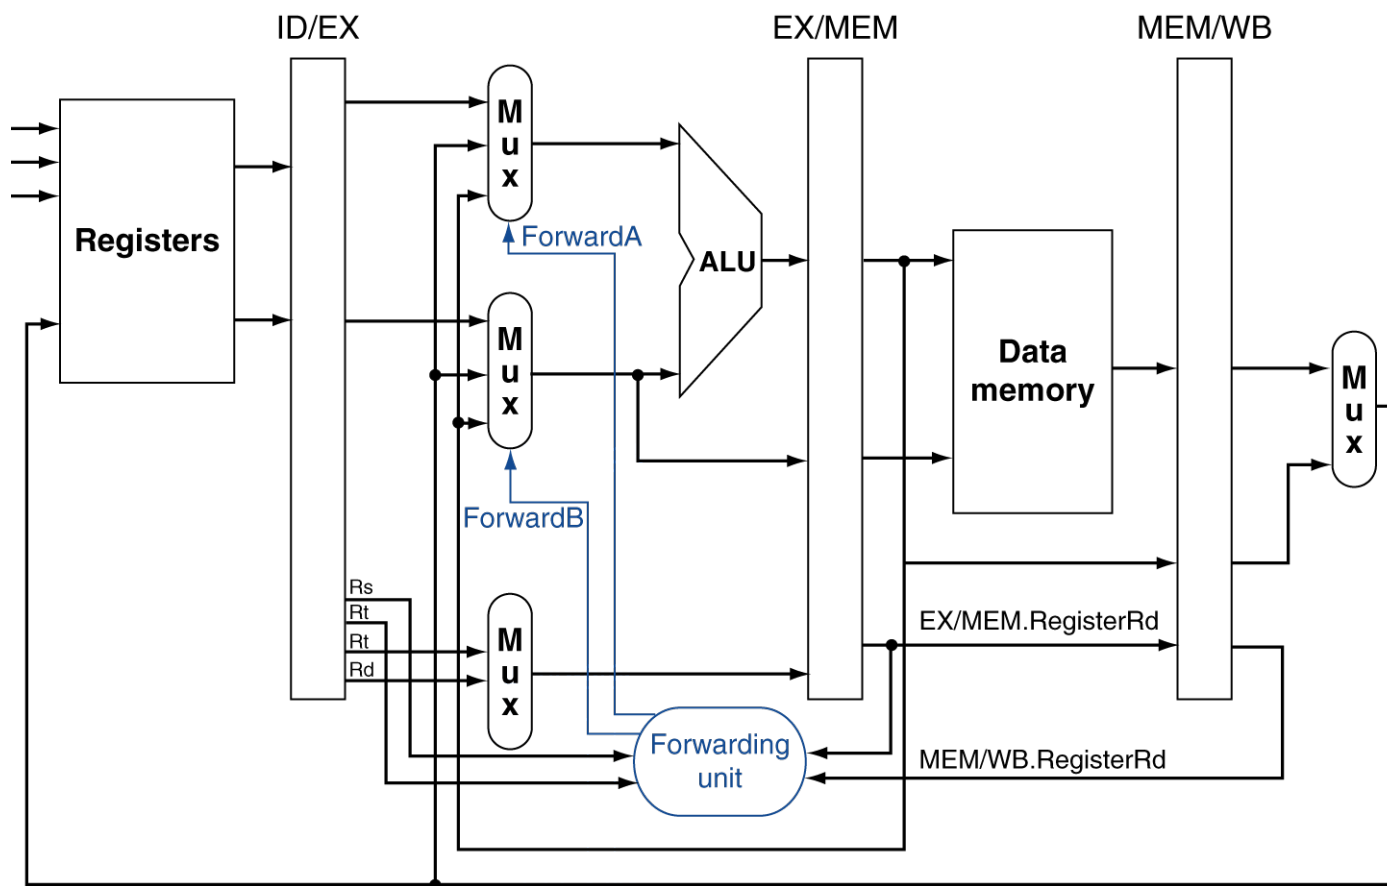 ID/EX
EX/MEM
MEM/WB
M
u
x
Registers
ForwardA
ALU
M
u
x
Data
memory
M
u
x
ForwardB
Rs
Rt
Rt
Rd
M
u
x
EX/MEM.RegisterRd
Forwarding
unit
MEM/WB.RegisterRd